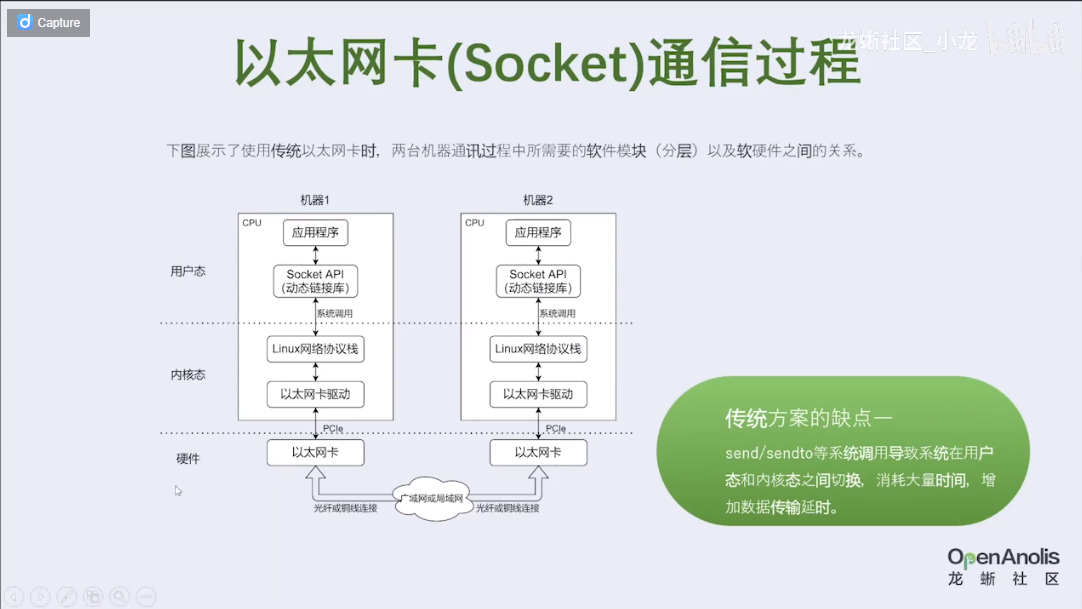 Capture
龙蜥社区_小龙 bilibili
以太网卡(Socket)通信过程
下图展示了使用传统以太网卡时，两台机器通讯过程中所需要的软件模块（分层）以及软硬件之间的关系。
机器1
机器2
CPU
CPU
应用程序
应用程序
用户态
Socket API
(动态链接库)
Socket API
(动态链接库)
系统调用
系统调用
Linux网络协议栈
Linux网络协议栈
内核态
以太网卡驱动
以太网卡驱动
PCIe
PCIe
硬件
以太网卡
以太网卡
广域网或局域网
光纤或铜线连接
光纤或铜线连接
传统方案的缺点一
send/sendto等系统调用导致系统在用户
态和内核态之间切换，消耗大量时间，增
加数据传输延时。
OpenAnolis
龙蜥社区